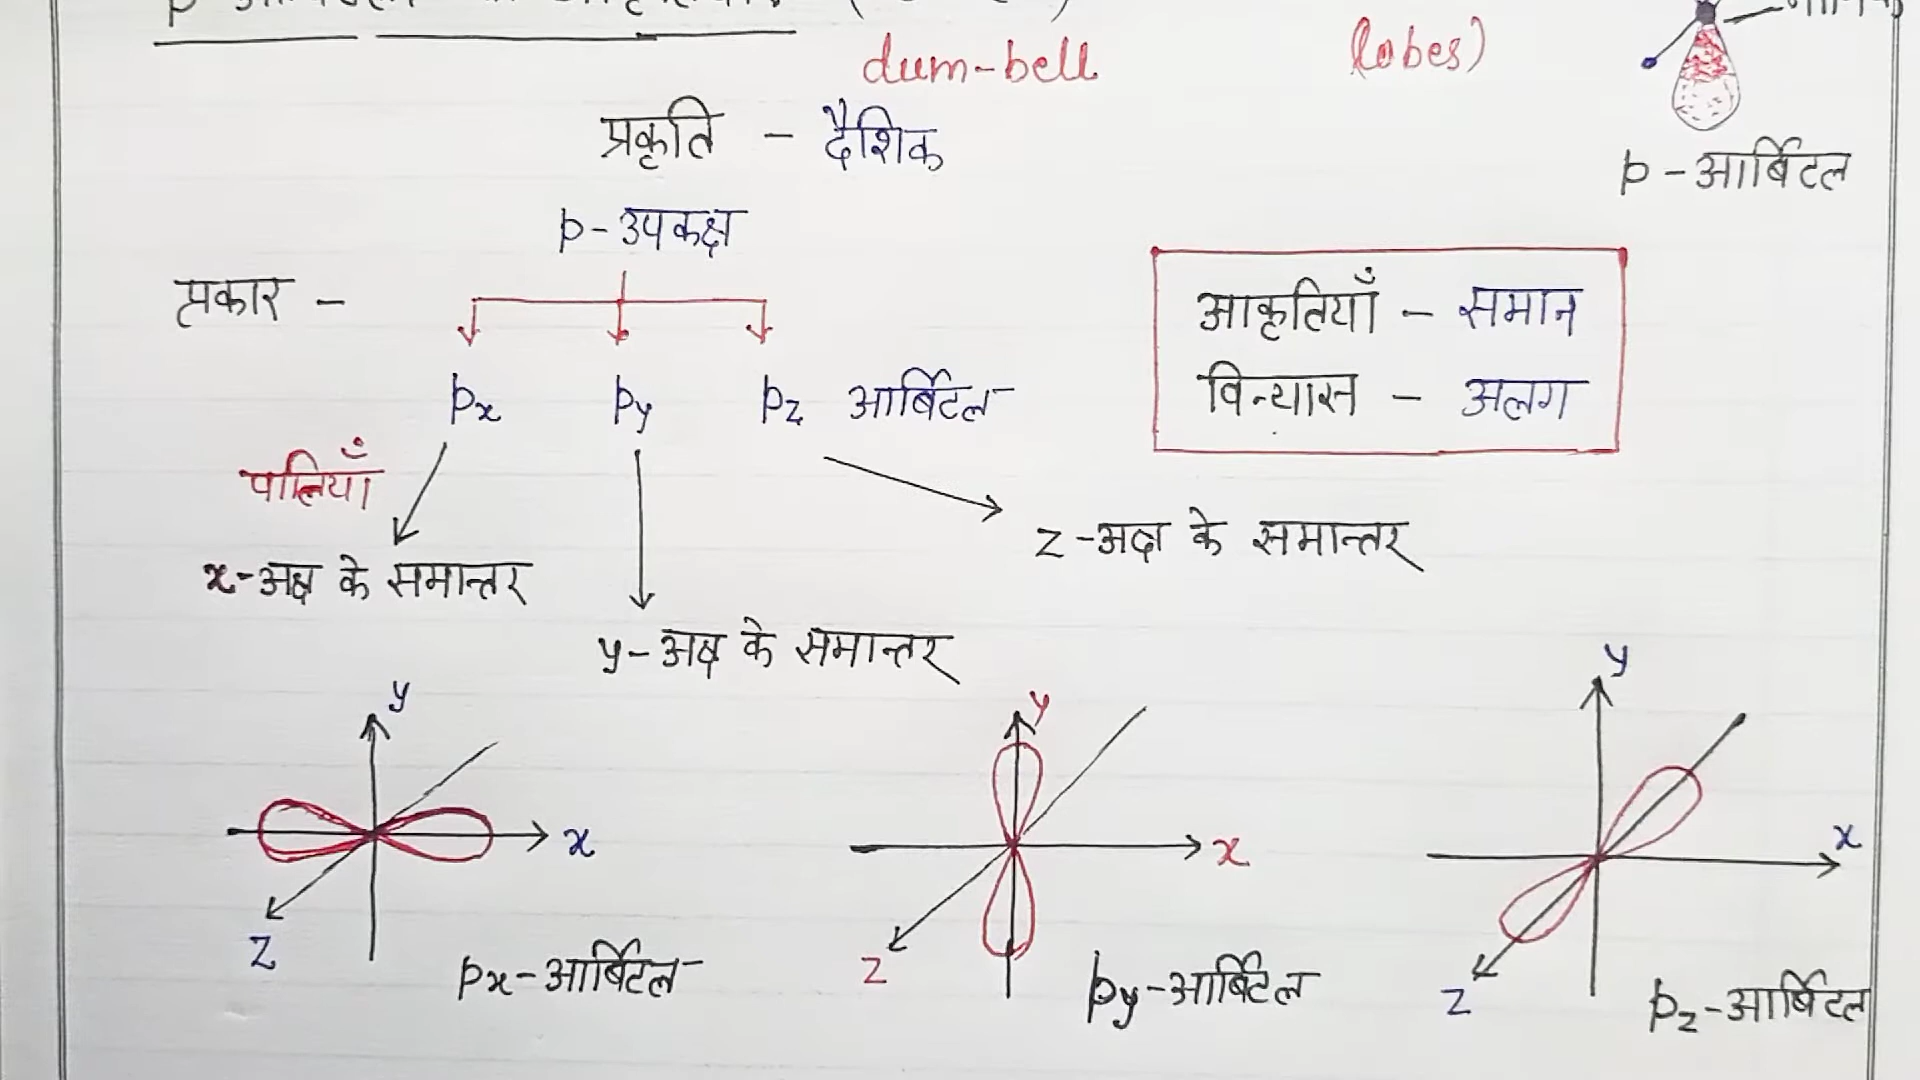 dum-bell
lobes)
प्रकृति - दैशिक
p-आर्बिटल
p-उपकक्ष
प्रकार -
px py pz आर्बिटल
आकृतियाँ - समान
विन्यास - अलग
पालियाँ
x-अक्ष के समान्तर
z-अक्ष के समान्तर
y-अक्ष के समान्तर
y
x
z
px-आर्बिटल
y
x
z
py-आर्बिटल
y
x
z
pz-आर्बिटल